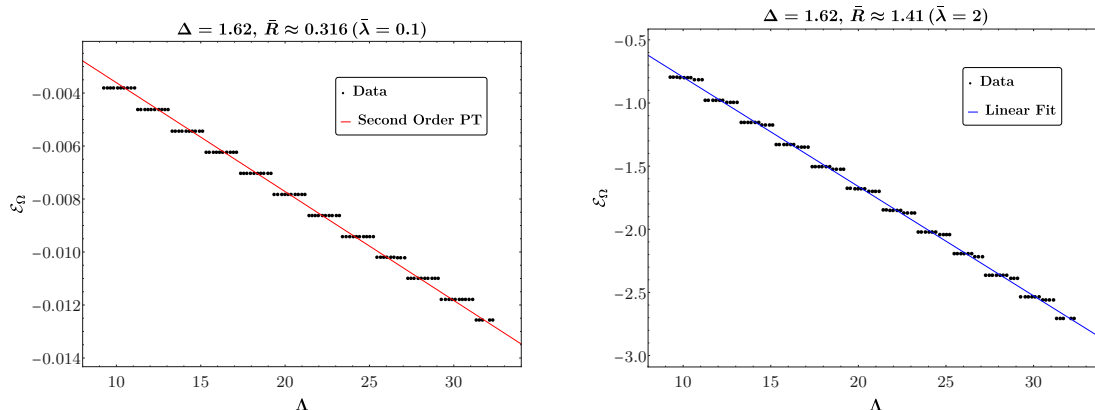 Δ = 1.62, R̄ ≈ 0.316 (λ̄ = 0.1)
Data
Second Order PT
−0.004
−0.006
−0.008
−0.010
−0.012
−0.014
ℰ_Ω
10 15 20 25 30
Λ
Δ = 1.62, R̄ ≈ 1.41 (λ̄ = 2)
Data
Linear Fit
−0.5
−1.0
−1.5
−2.0
−2.5
−3.0
ℰ_Ω
10 15 20 25 30
Λ